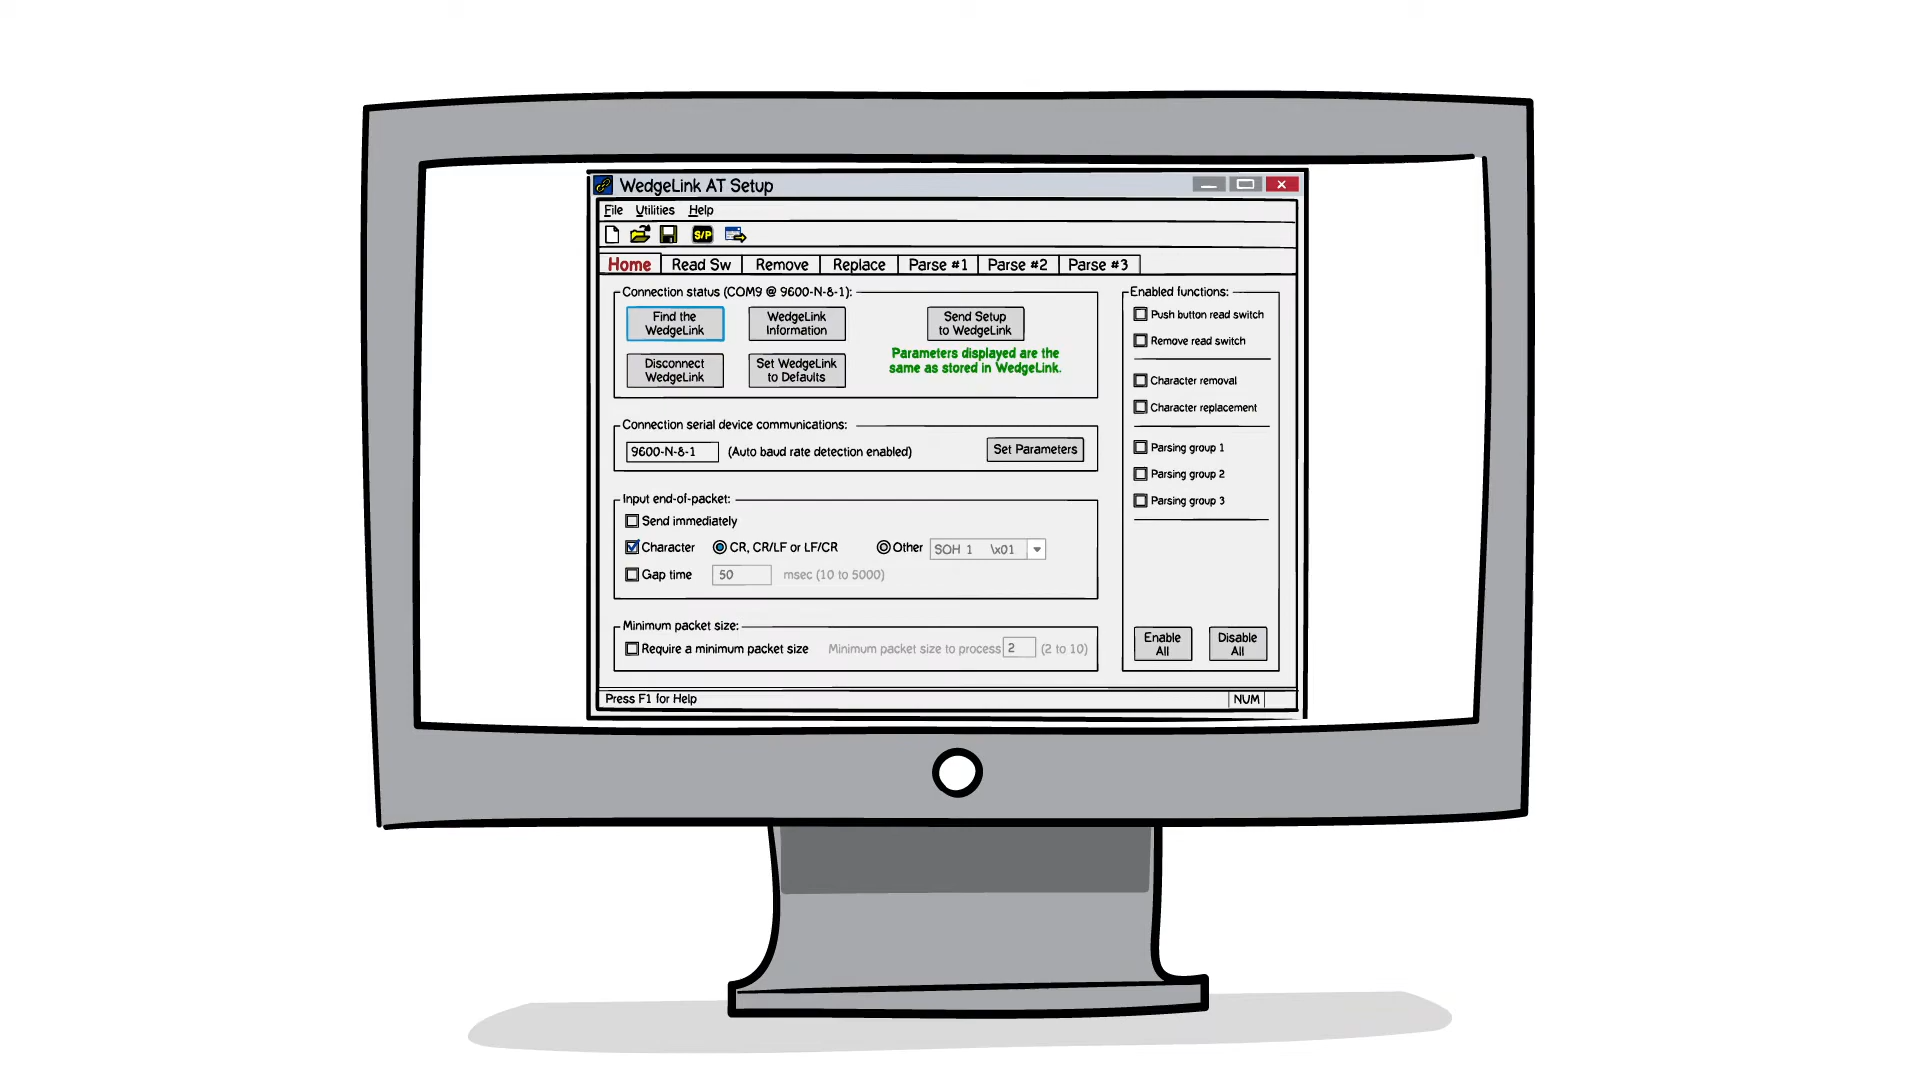 WedgeLink AT Setup
File Utilities Help
S/P
Home Read Sw Remove Replace Parse #1 Parse #2 Parse #3
Connection status (COM9 @ 9600-N-8-1):
Find the
WedgeLink
WedgeLink
Information
Send Setup
to WedgeLink
Disconnect
WedgeLink
Set WedgeLink
to Defaults
Parameters displayed are the
same as stored in WedgeLink.
Connection serial device communications:
9600-N-8-1 (Auto baud rate detection enabled) Set Parameters
Input end-of-packet:
Send immediately
Character CR, CR/LF or LF/CR Other SOH 1 \x01
Gap time 50 msec (10 to 5000)
Minimum packet size:
Require a minimum packet size Minimum packet size to process 2 (2 to 10)
Enabled functions:
Push button read switch
Remove read switch
Character removal
Character replacement
Parsing group 1
Parsing group 2
Parsing group 3
Enable
All
Disable
All
Press F1 for Help NUM